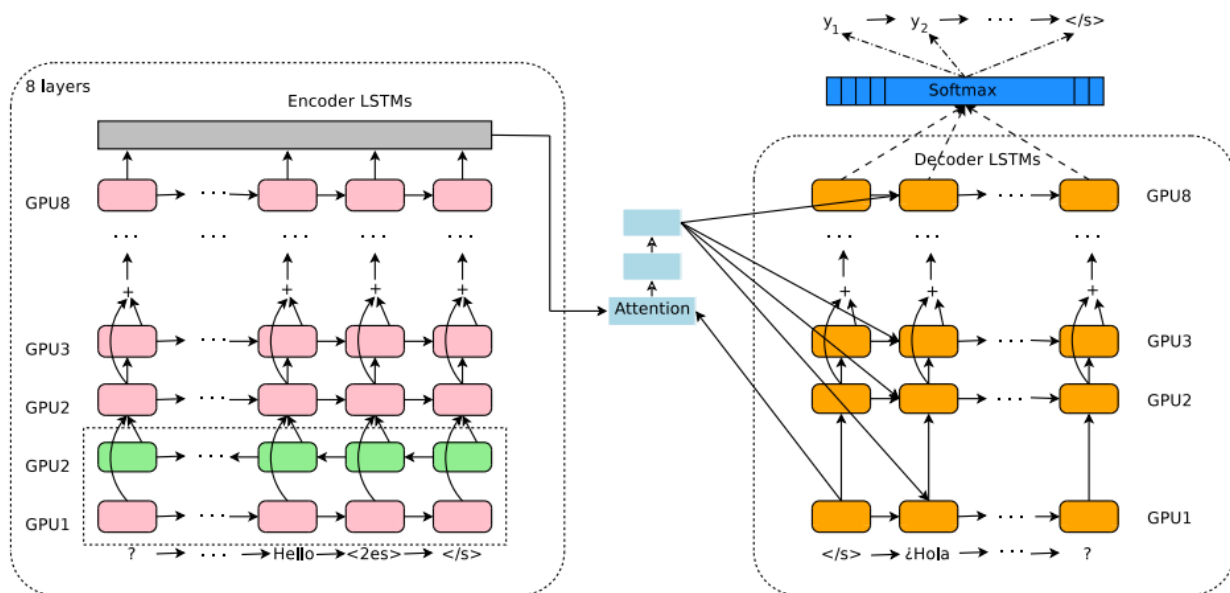 y1 y2 ... </s>
8 layers
Encoder LSTMs
Softmax
Decoder LSTMs
GPU8 ... GPU8
... ... ... ... ... ... ...
+ + + + + + +
Attention
GPU3 ... ... GPU3
GPU2 ... ... GPU2
GPU2 ...
GPU1 ... ... GPU1
? ... Hello <2es> </s>
</s> ¿Hola ... ?